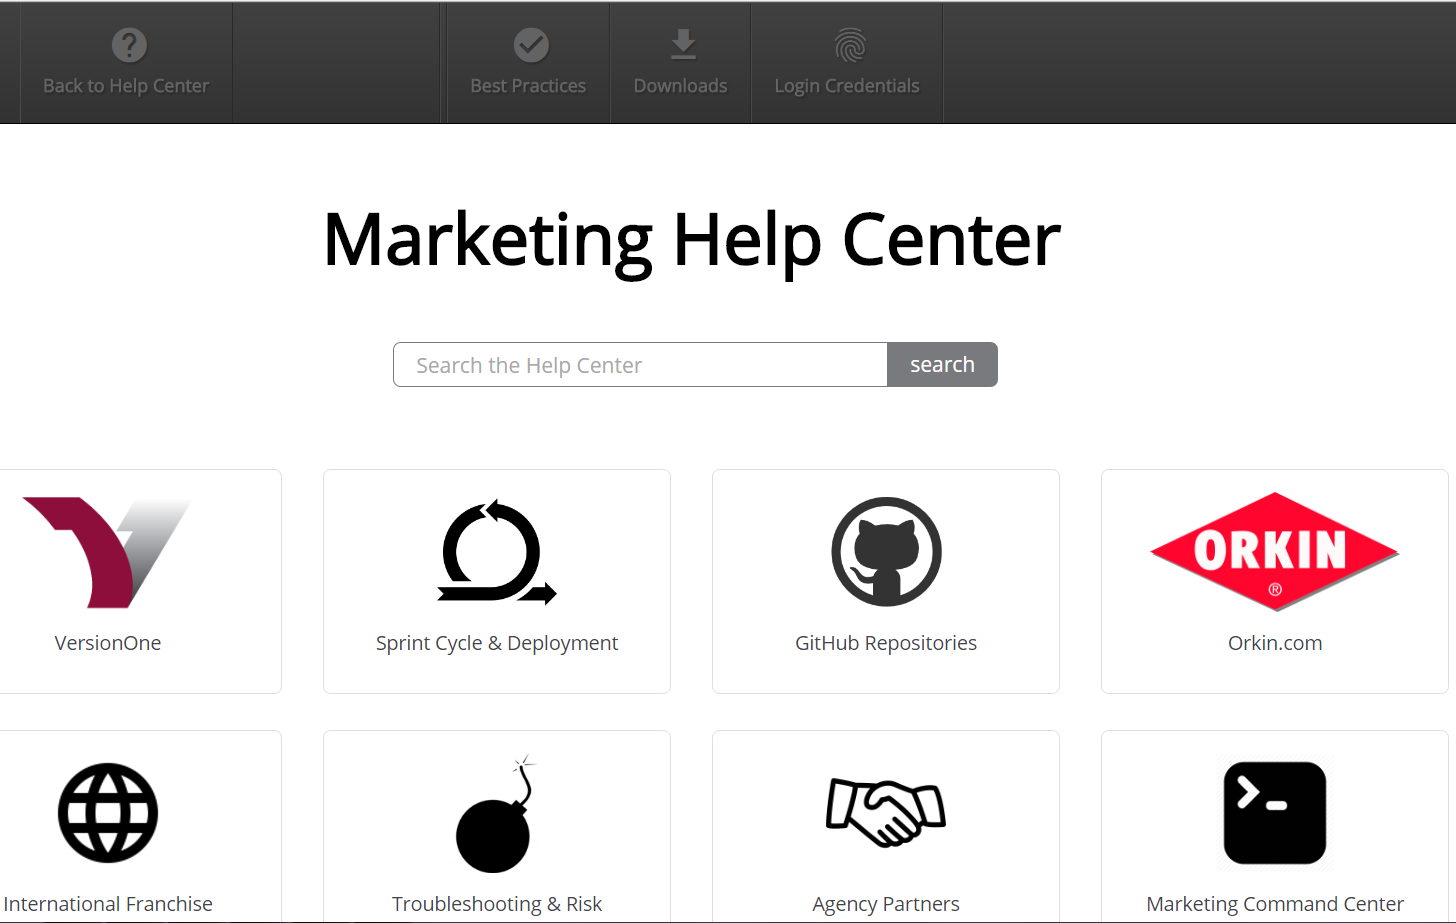 Back to Help Center
Best Practices
Downloads
Login Credentials
Marketing Help Center
Search the Help Center
search
ORKIN
®
VersionOne
Sprint Cycle & Deployment
GitHub Repositories
Orkin.com
International Franchise
Troubleshooting & Risk
Agency Partners
Marketing Command Center